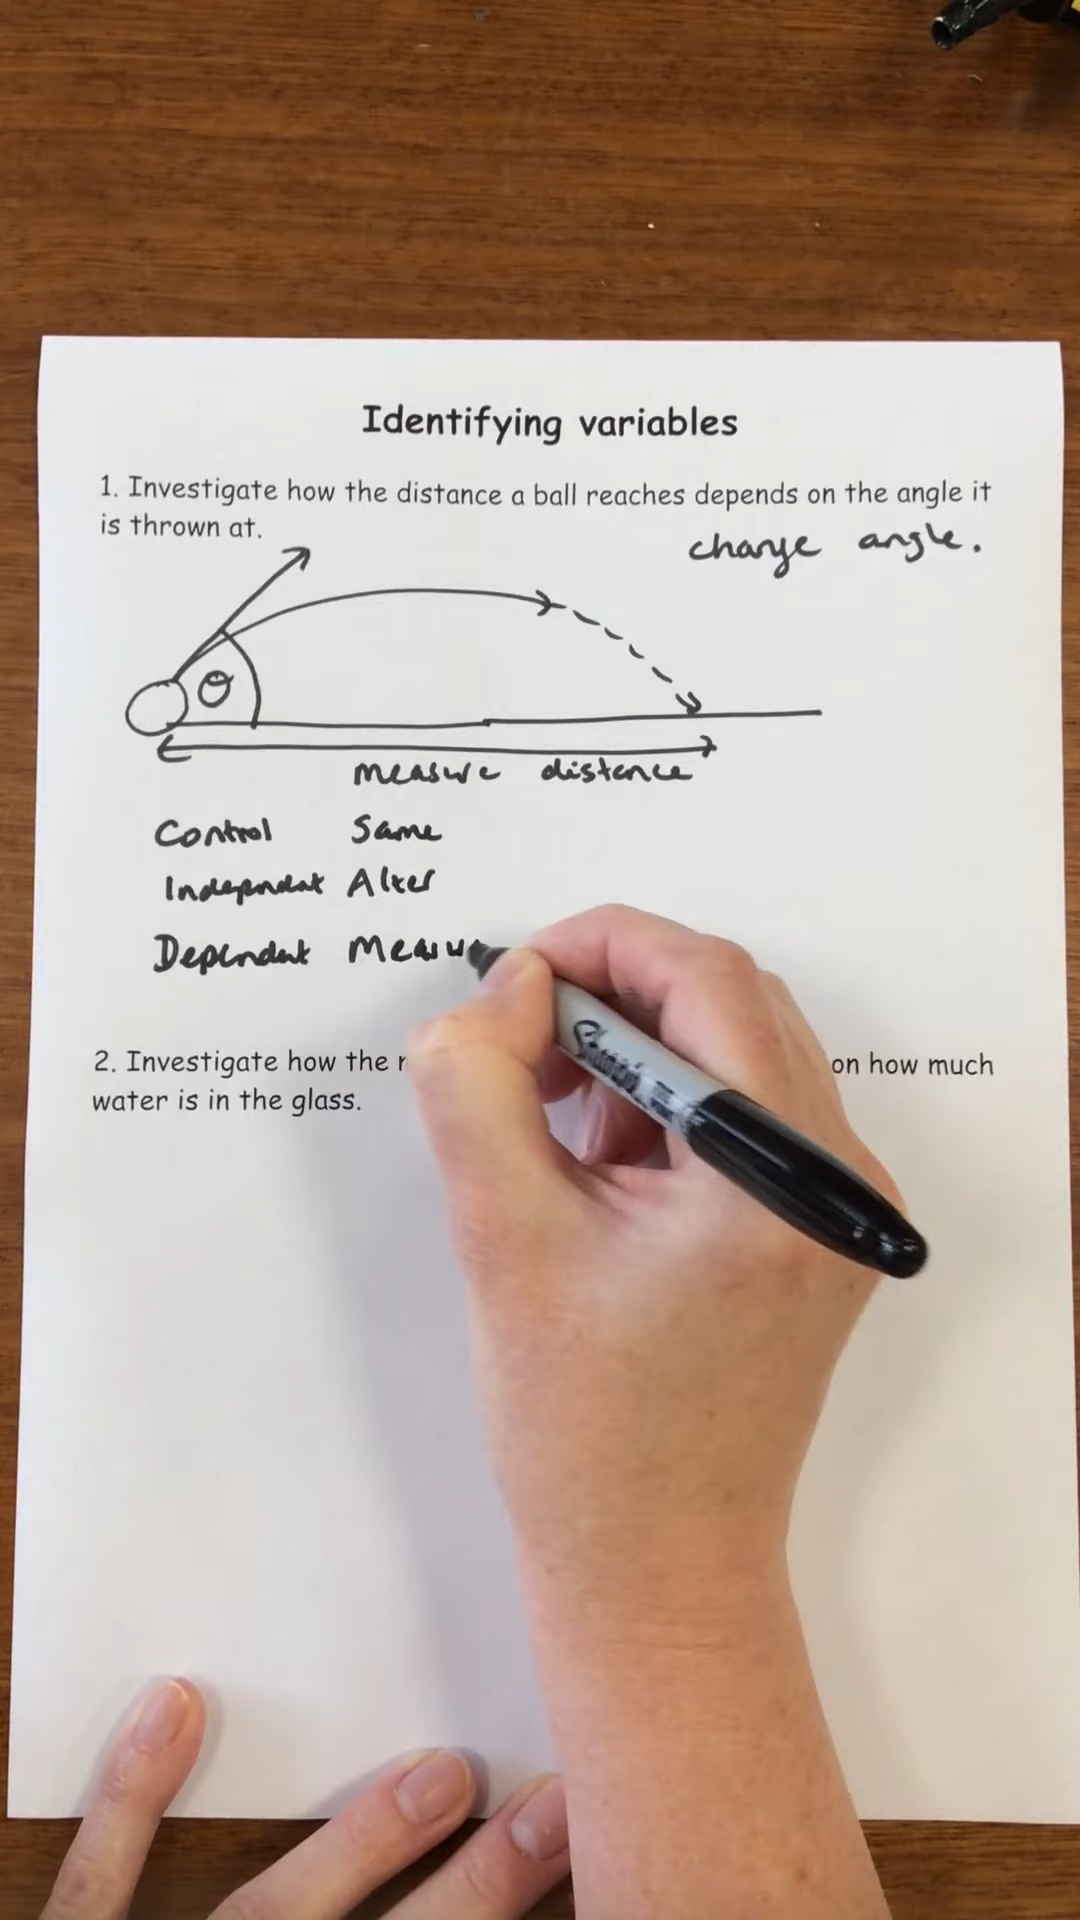 Identifying variables
1. Investigate how the distance a ball reaches depends on the angle it
is thrown at.
change angle.
θ
measure distance
Control Same
Independent Alter
Dependent Measu
Sharpie
2. Investigate how the on how much
water is in the glass.